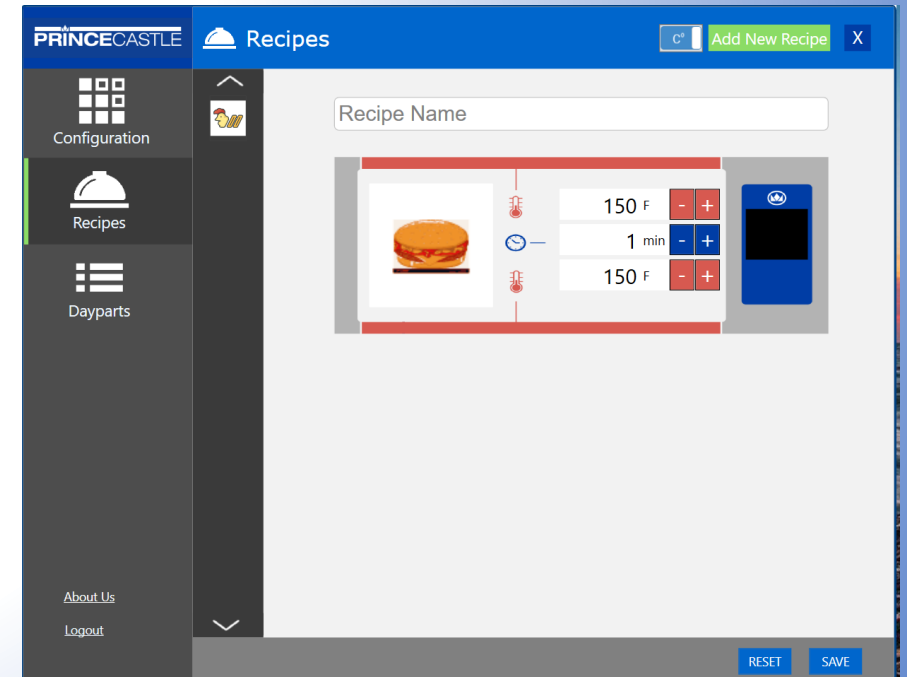 PRINCECASTLE
Recipes
C°
Add New Recipe
X
Configuration
Recipes
Dayparts
About Us
Logout
Recipe Name
150 F - +
1 min - +
150 F - +
RESET
SAVE